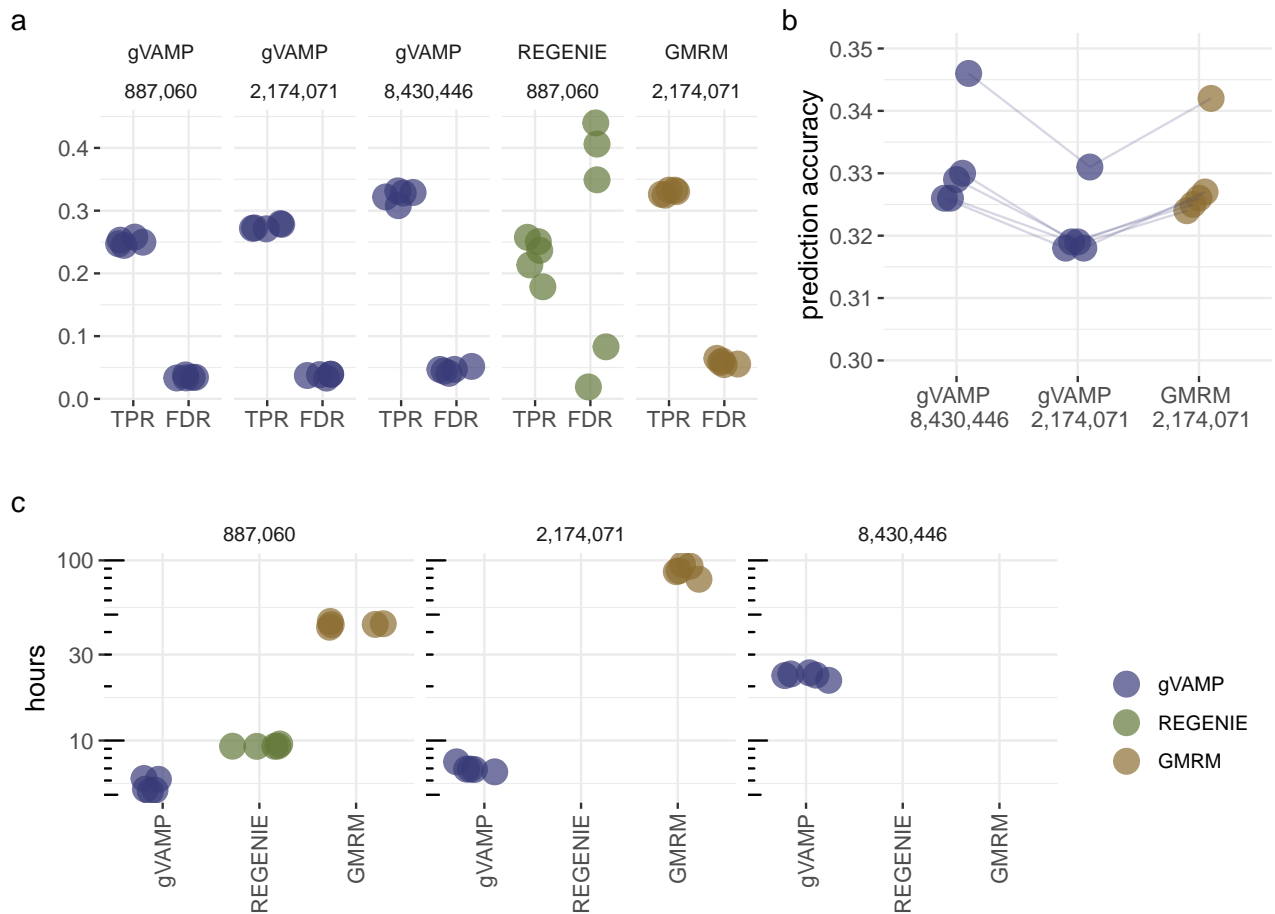 a
gVAMP gVAMP gVAMP REGENIE GMRM
887,060 2,174,071 8,430,446 887,060 2,174,071
0.4
0.3
0.2
0.1
0.0
TPR FDR TPR FDR TPR FDR TPR FDR TPR FDR
b
prediction accuracy
0.35
0.34
0.33
0.32
0.31
0.30
gVAMP gVAMP GMRM
8,430,446 2,174,071 2,174,071
c
887,060 2,174,071 8,430,446
hours
100
30
10
gVAMP REGENIE GMRM gVAMP REGENIE GMRM gVAMP REGENIE GMRM
gVAMP
REGENIE
GMRM